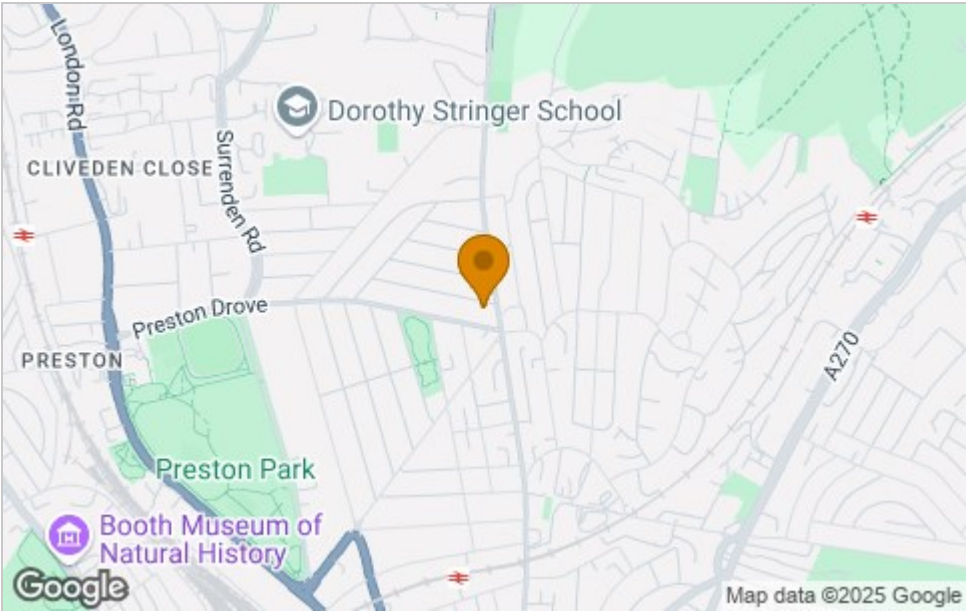 London Rd
Dorothy Stringer School
CLIVEDEN CLOSE
Surrenden Rd
Preston Drove
PRESTON
A270
Preston Park
Booth Museum of
Natural History
Google
Map data ©2025 Google